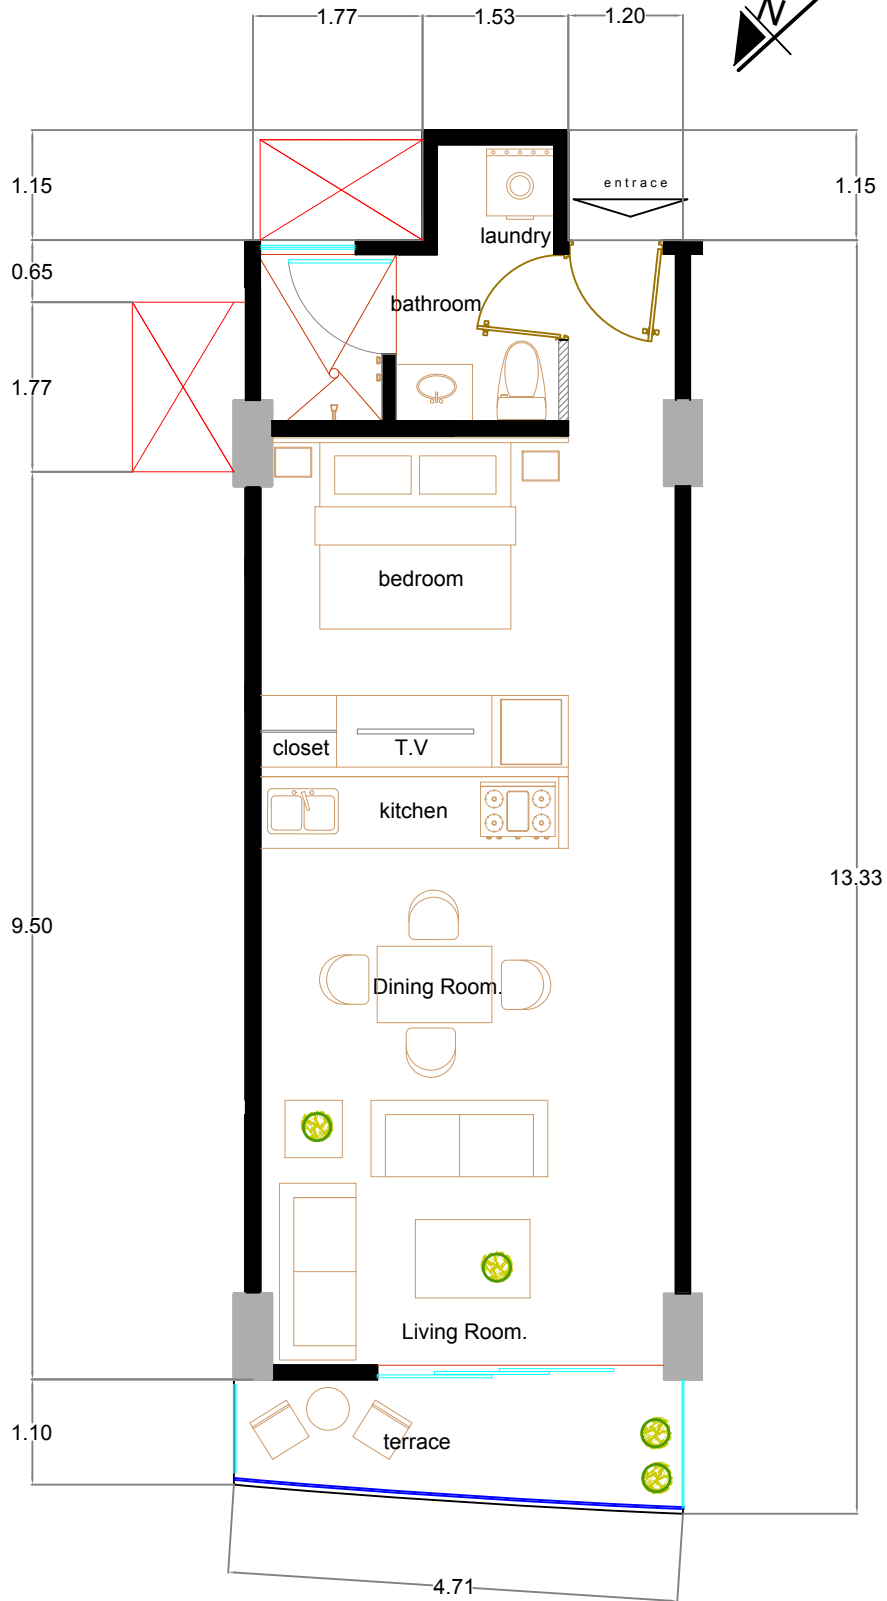 1.77
1.53
1.20
N
1.15
1.15
entrace
laundry
0.65
bathroom
1.77
bedroom
closet
T.V
kitchen
13.33
9.50
Dining Room.
Living Room.
1.10
terrace
4.71